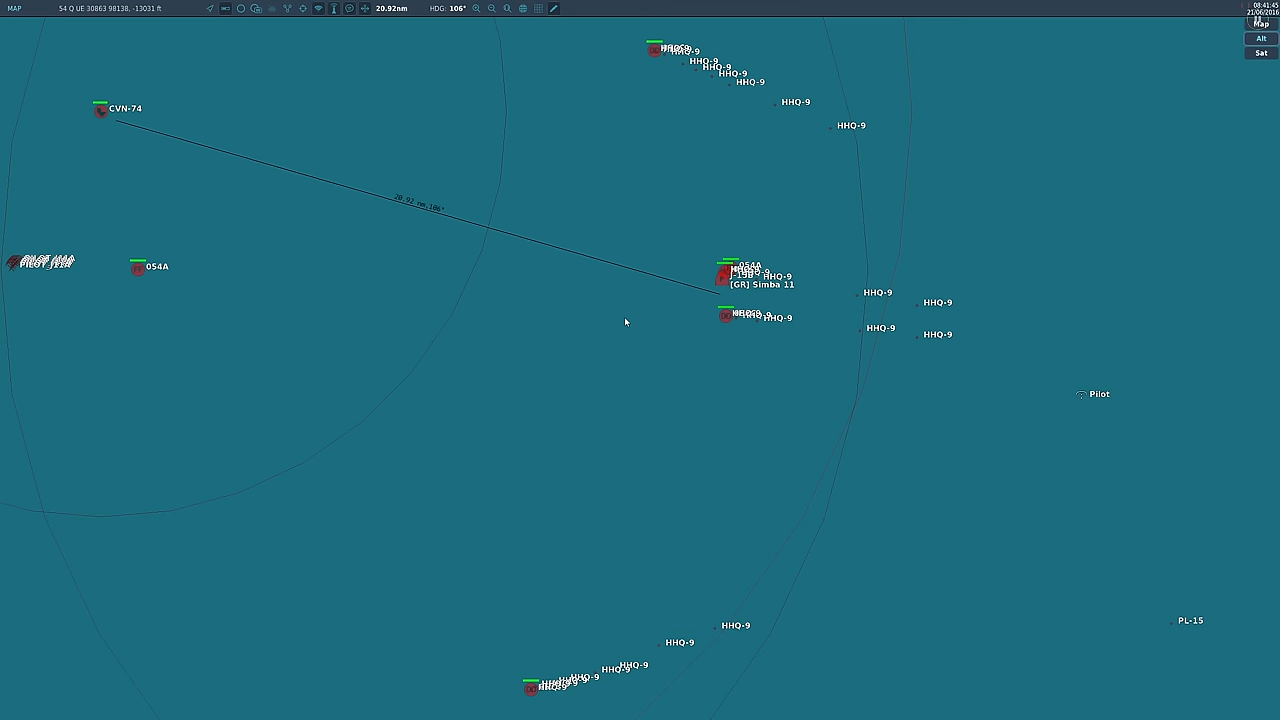 MAP 54 Q UE 30863 98138, -13031 ft 20.92nm HDG: 106° 08:41:45
21/06/2016
Map
Alt
Sat
HHQ-9
HHQ-9
HHQ-9
HHQ-9
HHQ-9
HHQ-9
CVN-74
HHQ-9
20.92 nm,106°
054A
054A
HHQ-9
[GR] Simba 11
HHQ-9
HHQ-9
HHQ-9
HHQ-9
HHQ-9
HHQ-9
Pilot
PL-15
HHQ-9
HHQ-9
HHQ-9
HHQ-9
HHQ-9